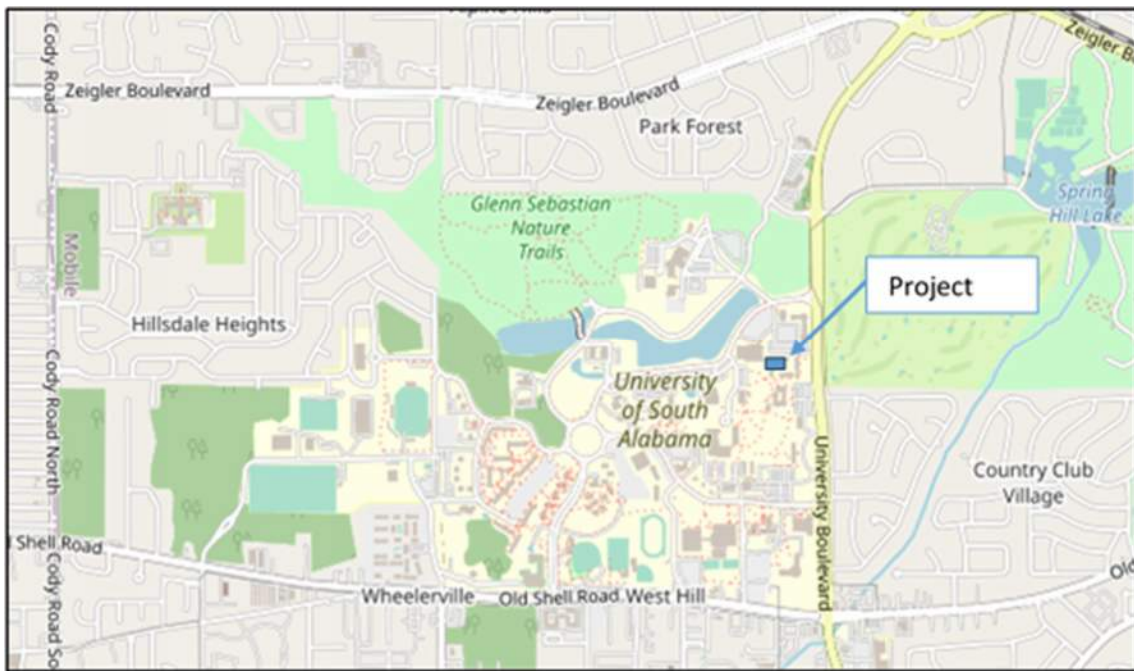 Cody Road
Zeigler Boulevard
Zeigler Boulevard
Park Forest
Glenn Sebastian
Nature
Trails
Spring
Hill Lake
Project
Mobile
Hillsdale Heights
University
of South
Alabama
Cody Road North
University Boulevard
Country Club
Village
Shell Road
Wheelerville
Old Shell Road
West Hill
Cody Road So
Old